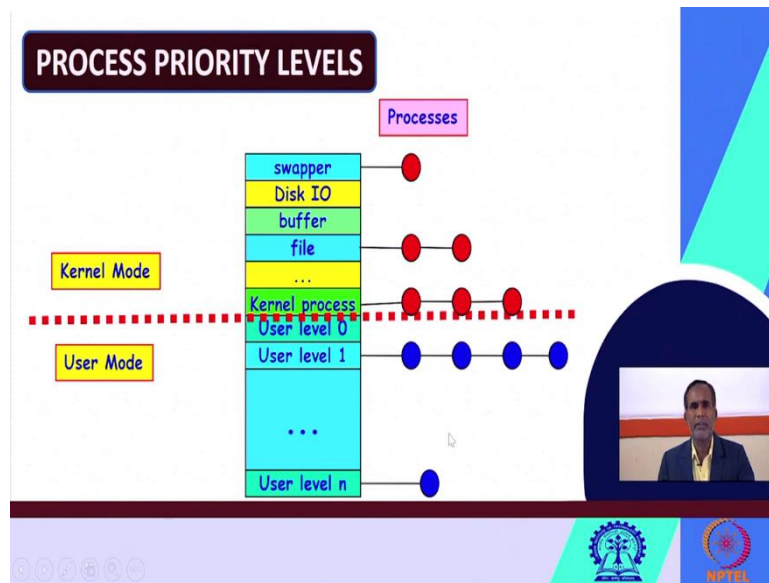 PROCESS PRIORITY LEVELS
Processes
swapper
Disk IO
buffer
file
...
Kernel Mode
Kernel process
User level 0
User Mode
User level 1
...
User level n
NPTEL